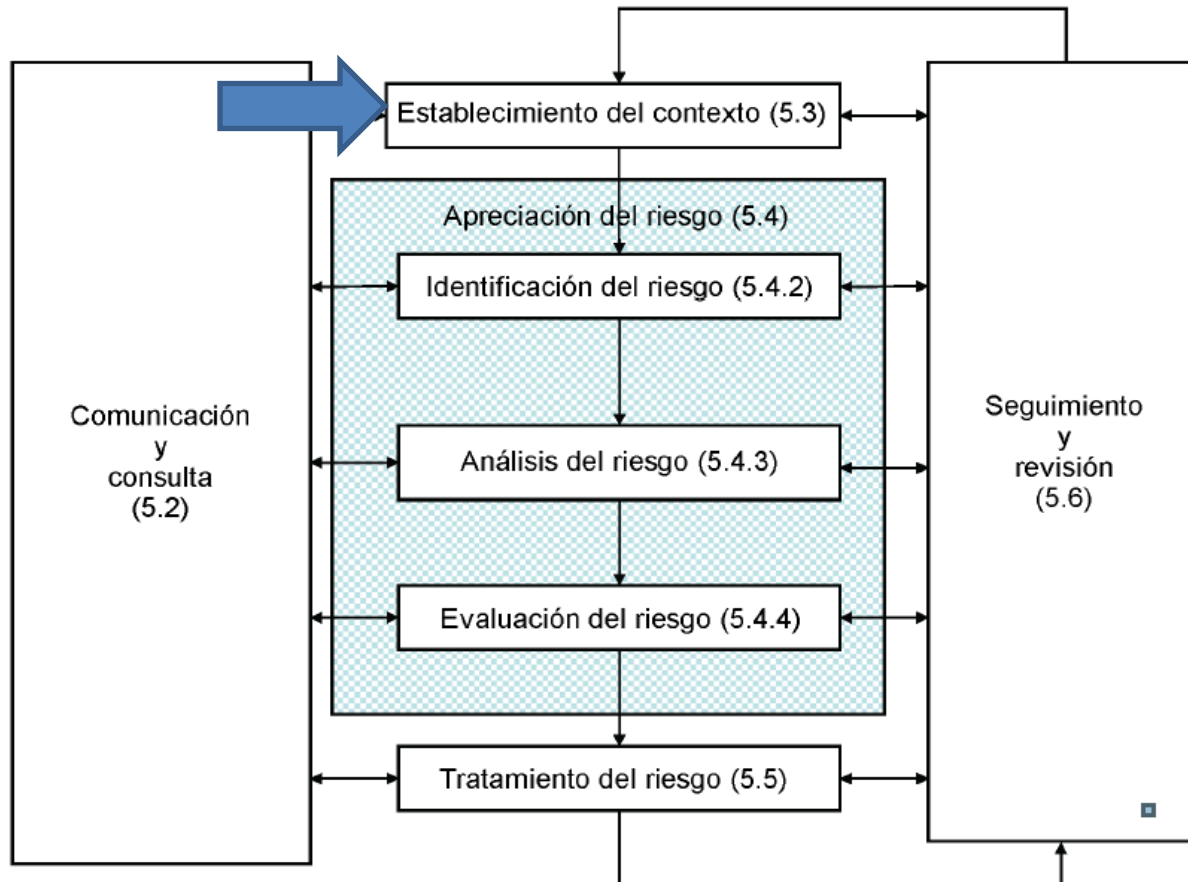 Establecimiento del contexto (5.3)
Apreciación del riesgo (5.4)
Identificación del riesgo (5.4.2)
Comunicación
y
consulta
(5.2)
Análisis del riesgo (5.4.3)
Seguimiento
y
revisión
(5.6)
Evaluación del riesgo (5.4.4)
Tratamiento del riesgo (5.5)